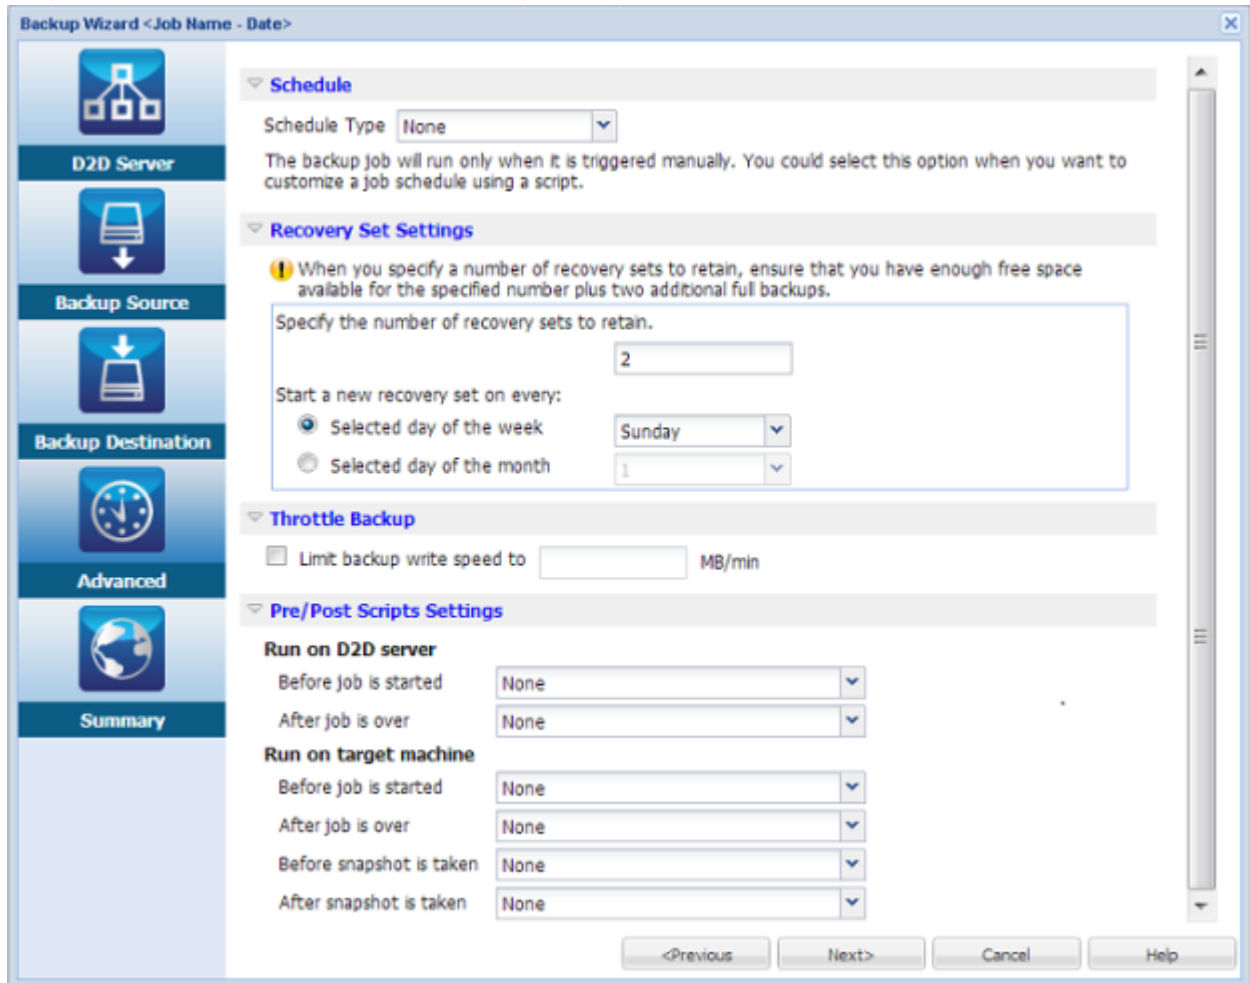 Backup Wizard <Job Name - Date>
D2D Server
Backup Source
Backup Destination
Advanced
Summary
Schedule
Schedule Type None
The backup job will run only when it is triggered manually. You could select this option when you want to
customize a job schedule using a script.
Recovery Set Settings
When you specify a number of recovery sets to retain, ensure that you have enough free space
available for the specified number plus two additional full backups.
Specify the number of recovery sets to retain.
2
Start a new recovery set on every:
Selected day of the week Sunday
Selected day of the month 1
Throttle Backup
Limit backup write speed to MB/min
Pre/Post Scripts Settings
Run on D2D server
Before job is started None
After job is over None
Run on target machine
Before job is started None
After job is over None
Before snapshot is taken None
After snapshot is taken None
<Previous Next> Cancel Help